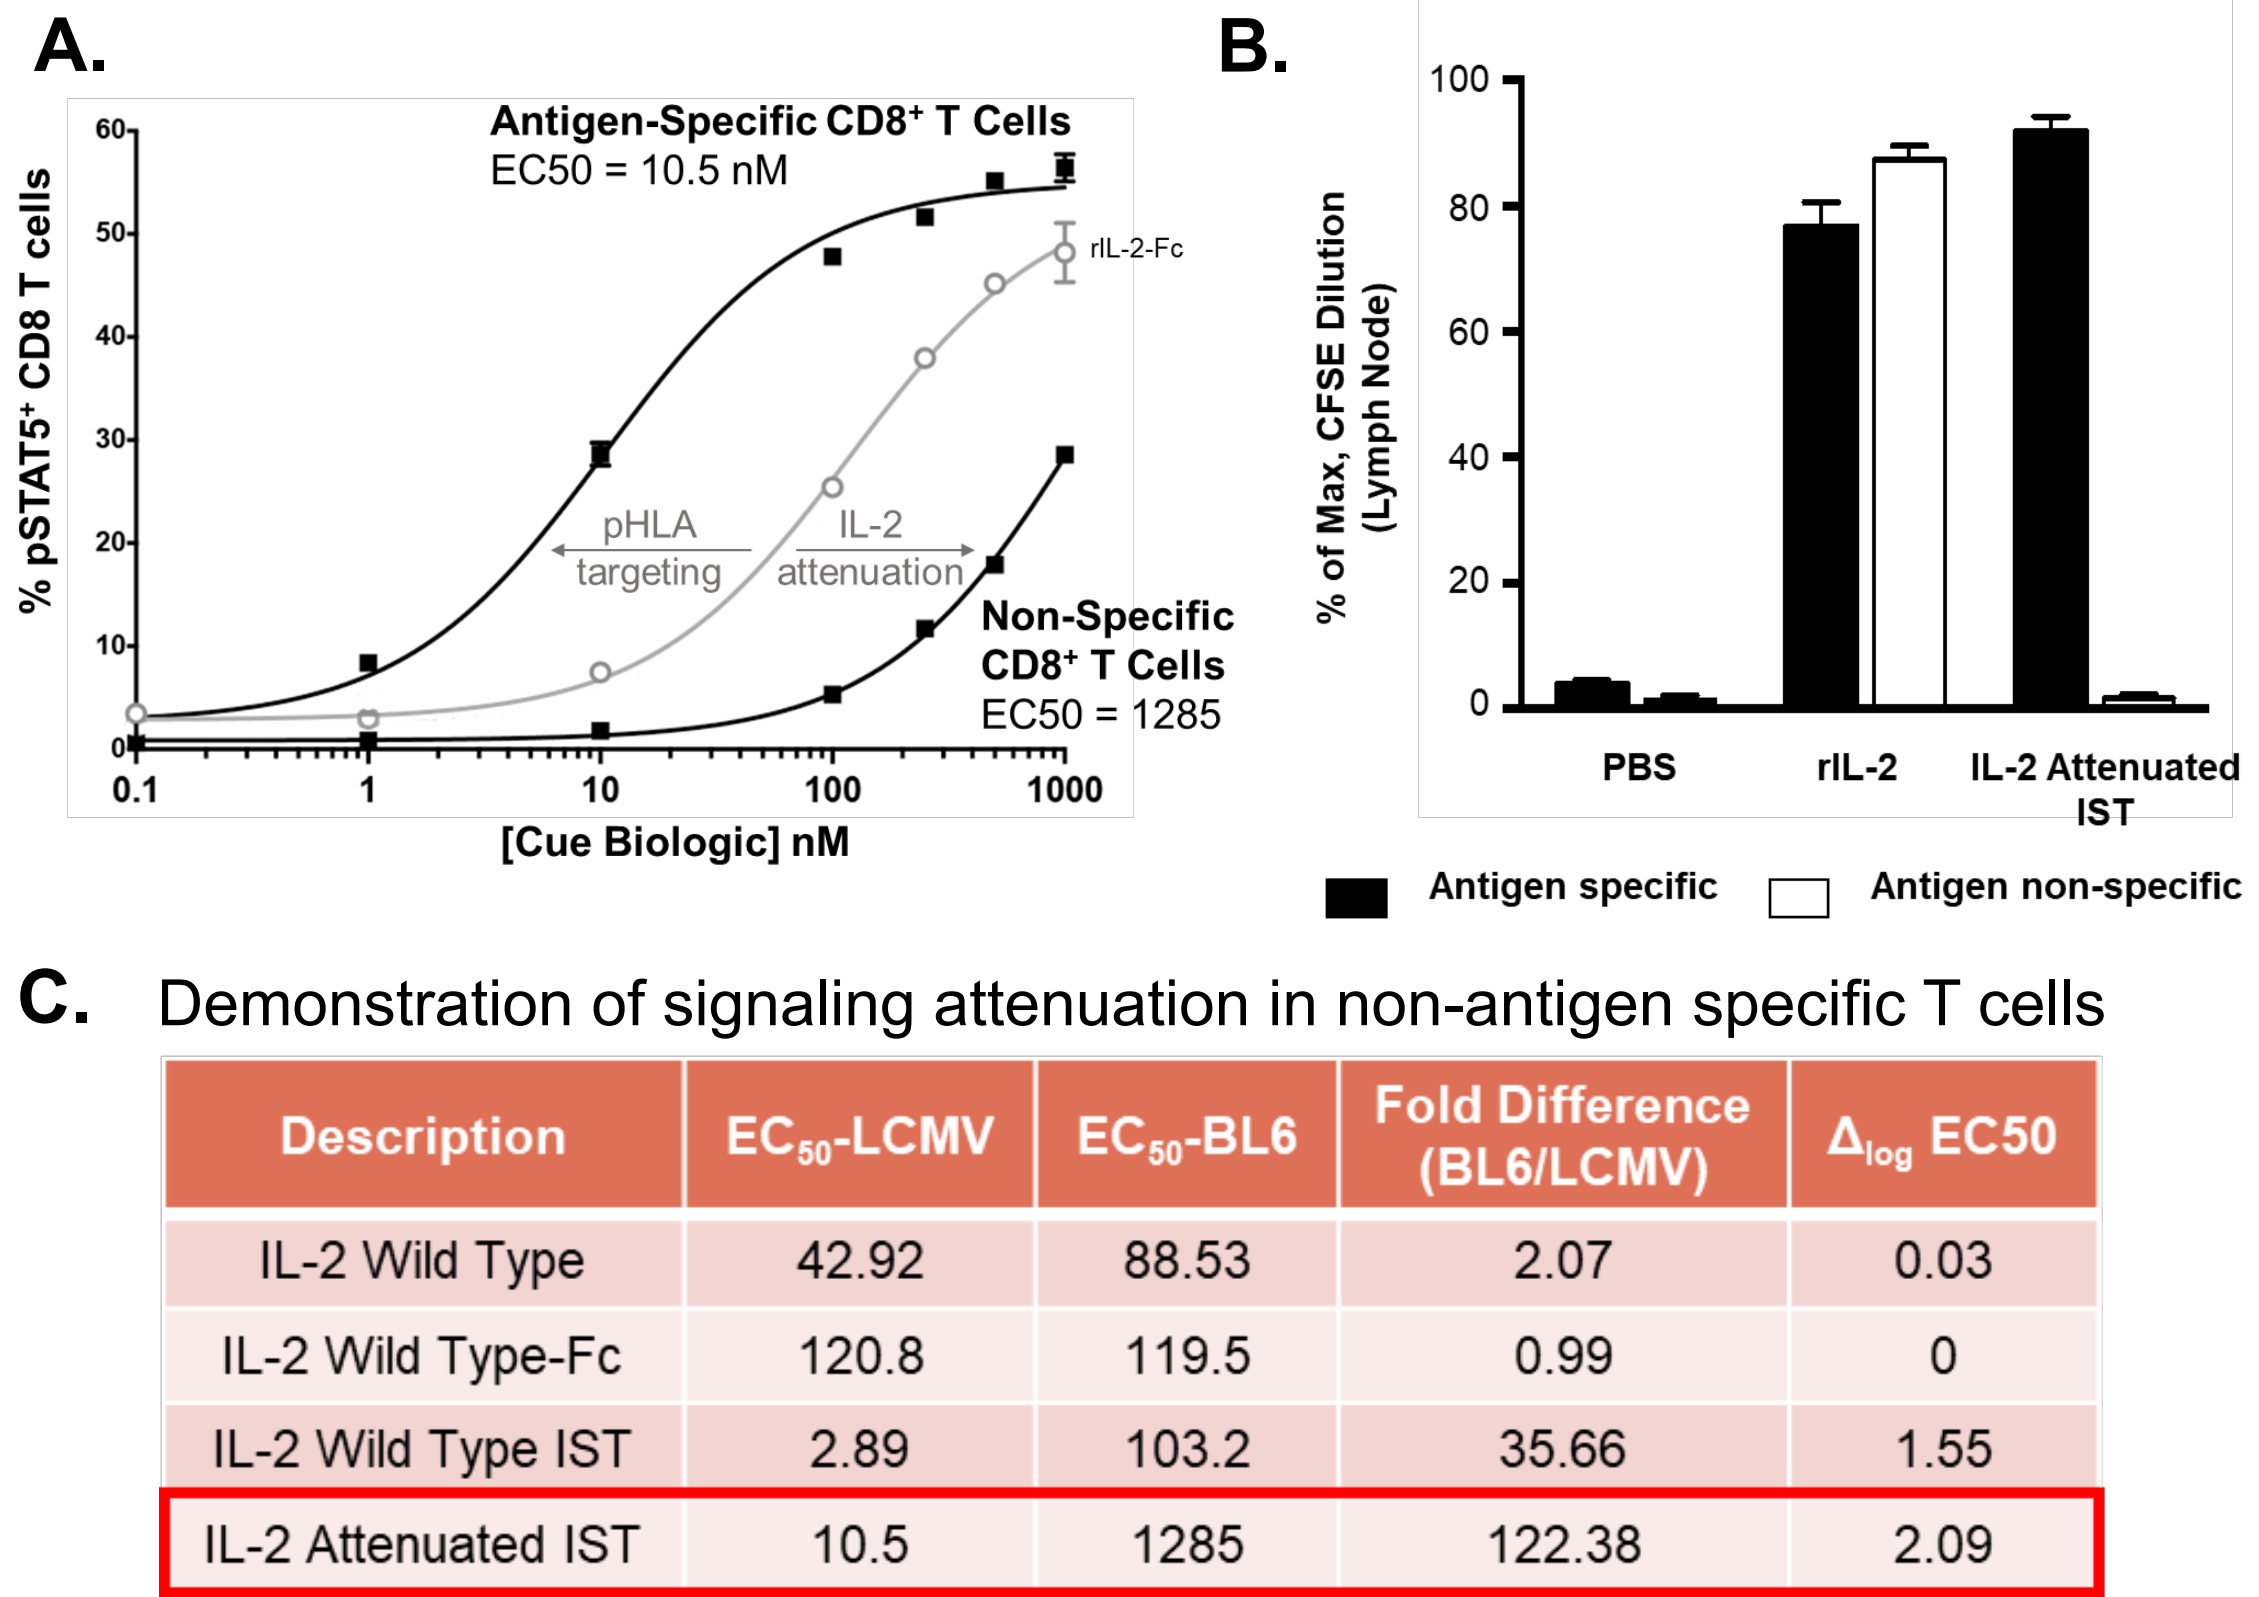 A.
Antigen-Specific CD8⁺ T Cells
EC50 = 10.5 nM
% pSTAT5⁺ CD8 T cells
60
50
40
30
20
10
0
rIL-2-Fc
pHLA
targeting
IL-2
attenuation
Non-Specific
CD8⁺ T Cells
EC50 = 1285
0.1 1 10 100 1000
[Cue Biologic] nM
B.
% of Max, CFSE Dilution
(Lymph Node)
100
80
60
40
20
0
PBS rIL-2 IL-2 Attenuated
IST
Antigen specific Antigen non-specific
C. Demonstration of signaling attenuation in non-antigen specific T cells
Description EC₅₀-LCMV EC₅₀-BL6 Fold Difference (BL6/LCMV) Δlog EC50
IL-2 Wild Type 42.92 88.53 2.07 0.03
IL-2 Wild Type-Fc 120.8 119.5 0.99 0
IL-2 Wild Type IST 2.89 103.2 35.66 1.55
IL-2 Attenuated IST 10.5 1285 122.38 2.09